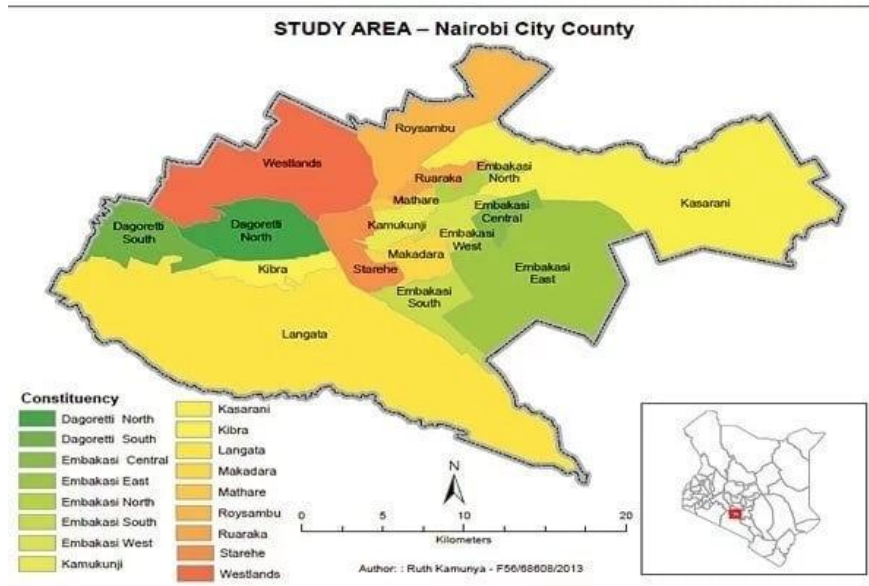 STUDY AREA – Nairobi City County
Roysambu
Westlands
Embakasi
North
Ruaraka
Kasarani
Mathare
Embakasi
Central
Dagoretti
South
Dagoretti
North
Kamukunji
Embakasi
West
Makadara
Kibra
Starehe
Embakasi
East
Embakasi
South
Langata
Constituency
Dagoretti North
Dagoretti South
Embakasi Central
Embakasi East
Embakasi North
Embakasi South
Embakasi West
Kamukunji
Kasarani
Kibra
Langata
Makadara
Mathare
Roysambu
Ruaraka
Starehe
Westlands
N
0 5 10 20
Kilometers
Author: : Ruth Kamunya - F56/68608/2013